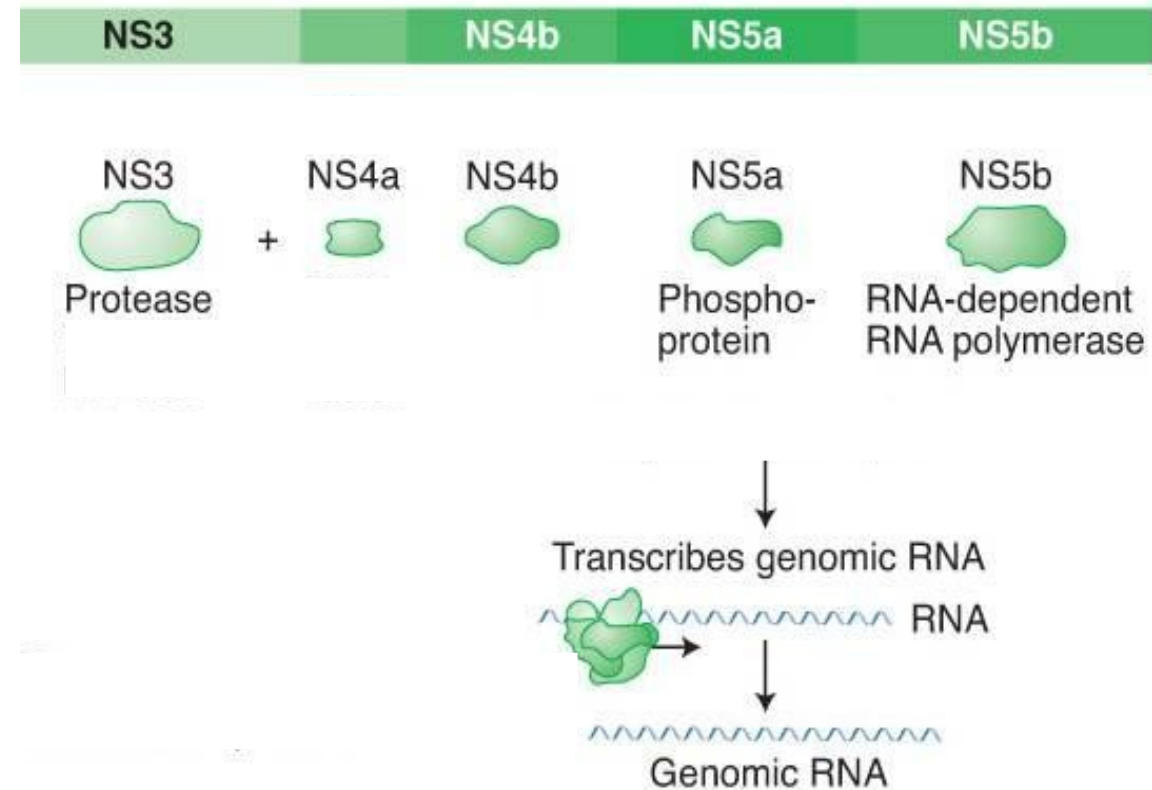 NS3 NS4b NS5a NS5b
NS3 NS4a NS4b NS5a NS5b
+
Protease Phospho- RNA-dependent
protein RNA polymerase
Transcribes genomic RNA
RNA
Genomic RNA